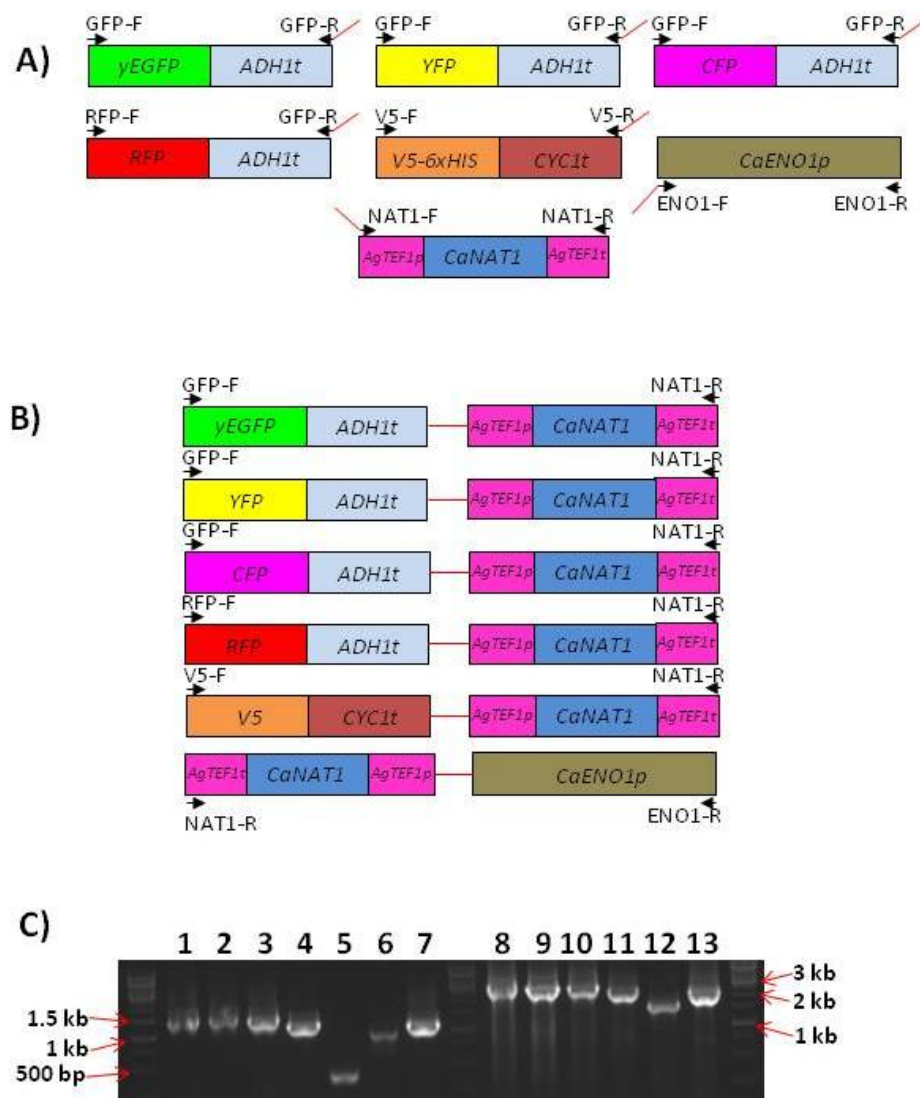 A)
GFP-F GFP-R GFP-F GFP-R GFP-F GFP-R
yEGFP ADH1t YFP ADH1t CFP ADH1t
RFP-F GFP-R V5-F V5-R
RFP ADH1t V5-6xHIS CYC1t CaENO1p
NAT1-F NAT1-R ENO1-F ENO1-R
AgTEF1p CaNAT1 AgTEF1t
B)
GFP-F NAT1-R
yEGFP ADH1t AgTEF1p CaNAT1 AgTEF1t
GFP-F NAT1-R
YFP ADH1t AgTEF1p CaNAT1 AgTEF1t
GFP-F NAT1-R
CFP ADH1t AgTEF1p CaNAT1 AgTEF1t
RFP-F NAT1-R
RFP ADH1t AgTEF1p CaNAT1 AgTEF1t
V5-F NAT1-R
V5 CYC1t AgTEF1p CaNAT1 AgTEF1t
AgTEF1t CaNAT1 AgTEF1p CaENO1p
NAT1-R ENO1-R
C)
1 2 3 4 5 6 7 8 9 10 11 12 13
3 kb
1.5 kb 2 kb
1 kb 1 kb
500 bp